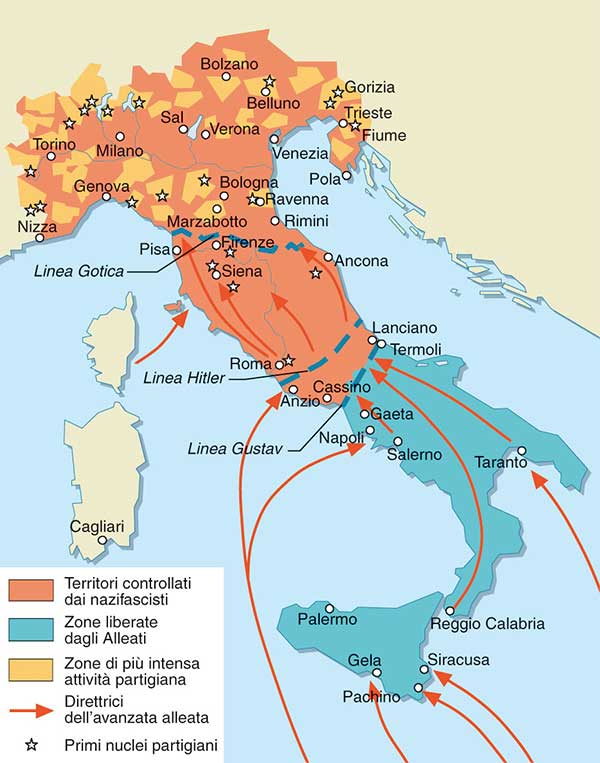 Bolzano
Belluno
Gorizia
Trieste
Fiume
Sal
Verona
Milano
Torino
Venezia
Pola
Genova
Bologna
Ravenna
Marzabotto
Rimini
Nizza
Pisa
Firenze
Linea Gotica
Siena
Ancona
Lanciano
Termoli
Roma
Linea Hitler
Cassino
Anzio
Gaeta
Linea Gustav
Napoli
Salerno
Taranto
Cagliari
Territori controllati
dai nazifascisti
Zone liberate
dagli Alleati
Zone di più intensa
attività partigiana
Direttrici
dell'avanzata alleata
Primi nuclei partigiani
Palermo
Reggio Calabria
Gela
Siracusa
Pachino